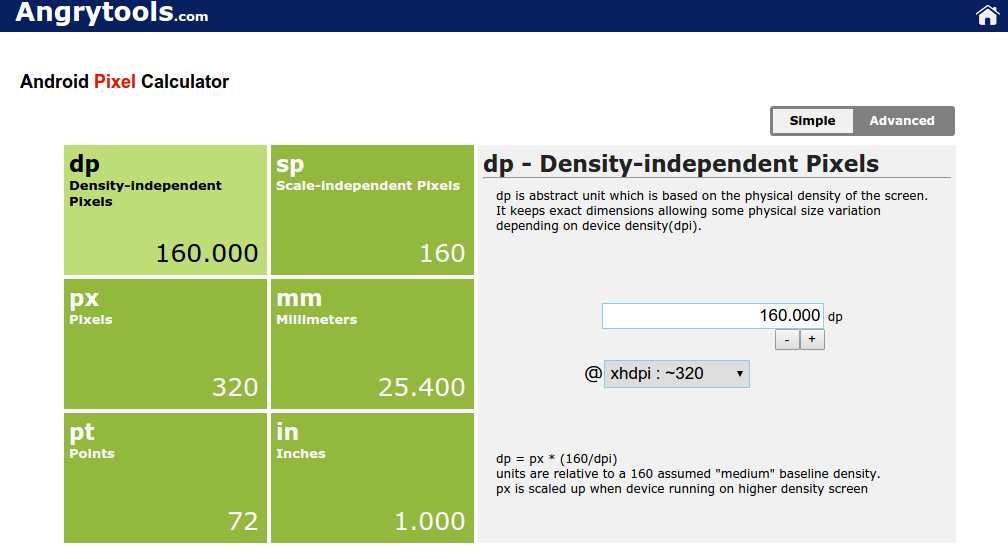 Angrytools.com
Android Pixel Calculator
Simple Advanced
dp
Density-independent
Pixels
160.000
sp
Scale-independent Pixels
160
px
Pixels
320
mm
Millimeters
25.400
pt
Points
72
in
Inches
1.000
dp - Density-independent Pixels
dp is abstract unit which is based on the physical density of the screen.
It keeps exact dimensions allowing some physical size variation
depending on device density(dpi).
160.000 dp
- +
@ xhdpi : ~320
dp = px * (160/dpi)
units are relative to a 160 assumed "medium" baseline density.
px is scaled up when device running on higher density screen